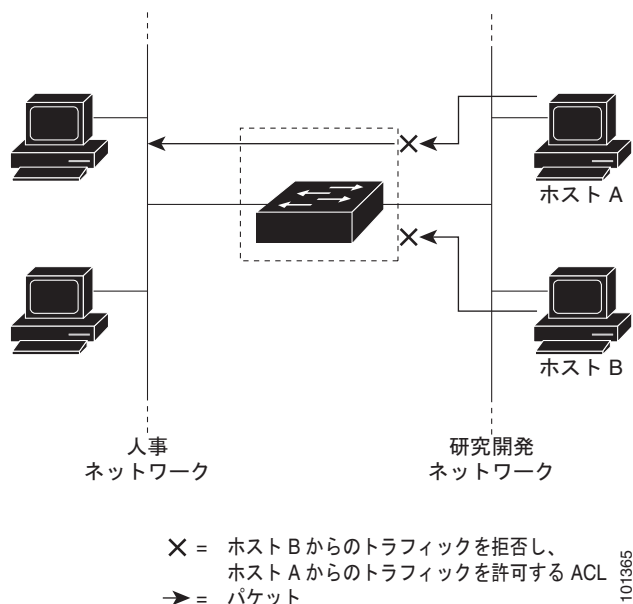 ホスト A
ホスト B
人事
ネットワーク
研究開発
ネットワーク
✕ = ホスト B からのトラフィックを拒否し、
ホスト A からのトラフィックを許可する ACL
➔ = パケット
101365